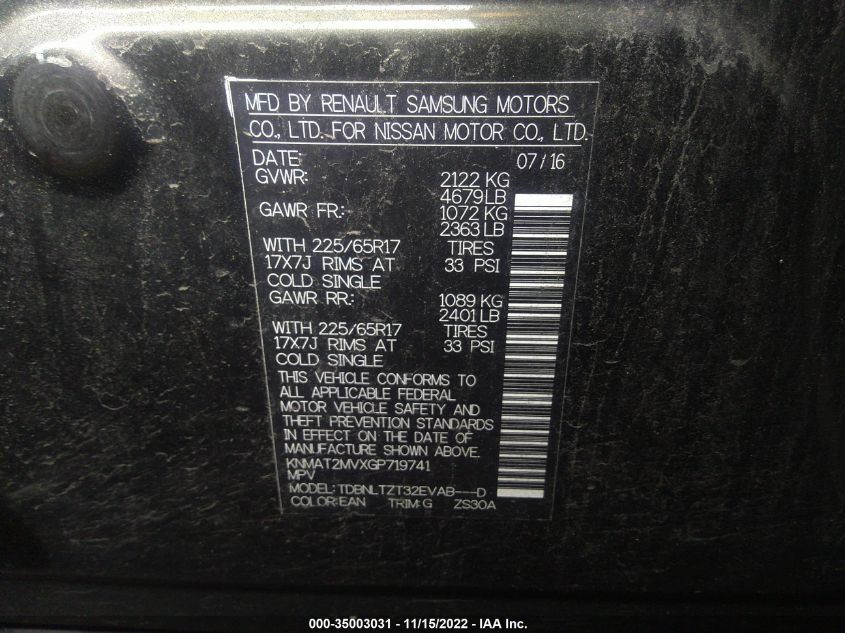 MFD BY RENAULT SAMSUNG MOTORS
CO., LTD. FOR NISSAN MOTOR CO., LTD.
DATE: 07/16
GVWR: 2122 KG
4679LB
GAWR FR.: 1072 KG
2363 LB
WITH 225/65R17 TIRES
17X7J RIMS AT 33 PSI
COLD SINGLE
GAWR RR.: 1089 KG
2401 LB
WITH 225/65R17 TIRES
17X7J RIMS AT 33 PSI
COLD SINGLE
THIS VEHICLE CONFORMS TO
ALL APPLICABLE FEDERAL
MOTOR VEHICLE SAFETY AND
THEFT PREVENTION STANDARDS
IN EFFECT ON THE DATE OF
MANUFACTURE SHOWN ABOVE.
KNMAT2MVXGP719741
MPV
MODEL: TDBNLTZT32EVAB---D
COLOR:EAN TRIM:G ZS30A
000-35003031 - 11/15/2022 - IAA Inc.